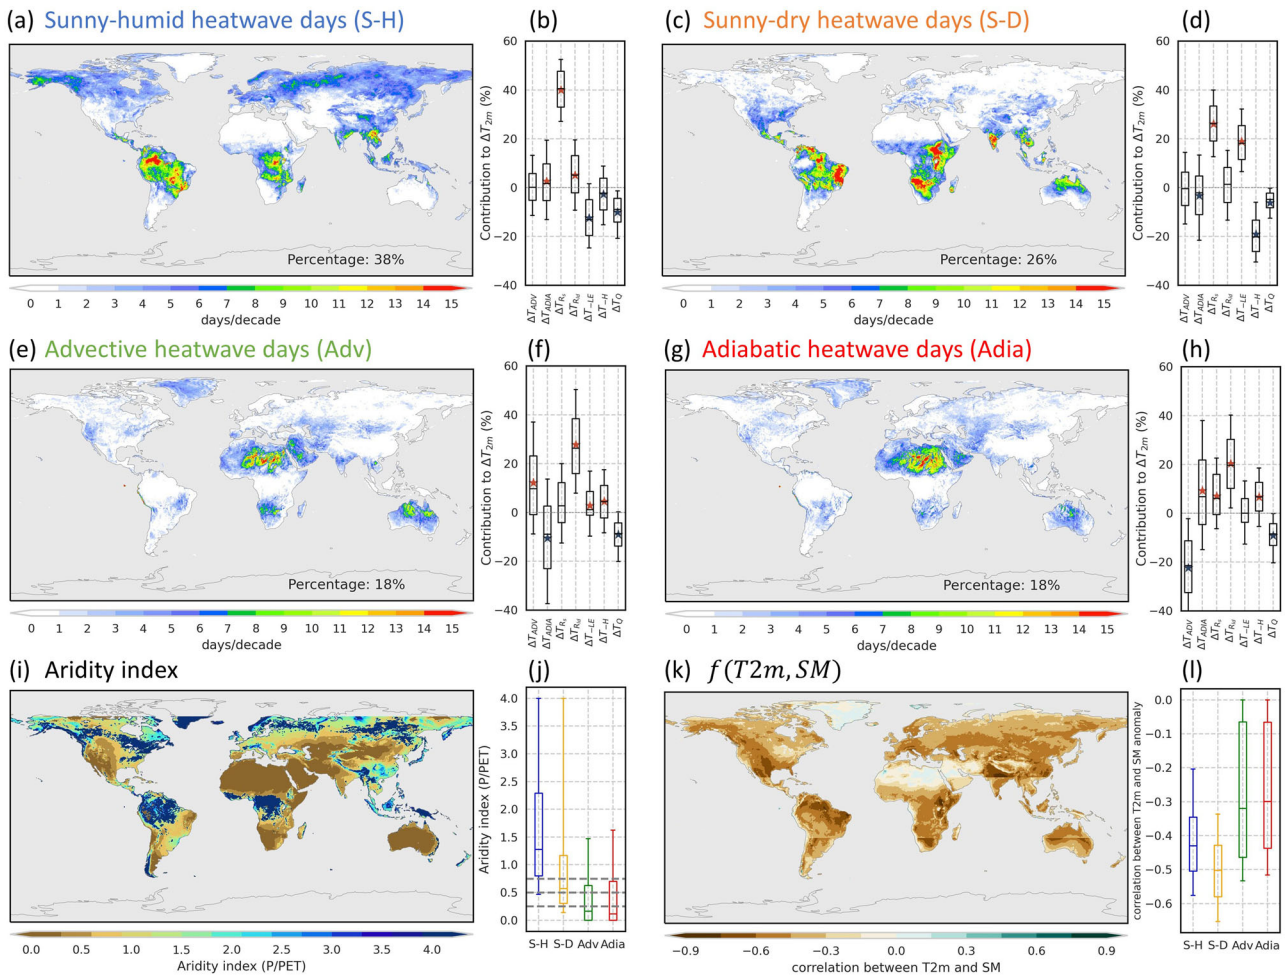 (a) Sunny-humid heatwave days (S-H)
Percentage: 38%
0 1 2 3 4 5 6 7 8 9 10 11 12 13 14 15
days/decade
(b)
Contribution to ΔT2m (%)
60
40
20
0
−20
−40
ΔTADV ΔTADIA ΔTRs ΔTRld ΔT−LE ΔT−H ΔTQ
(c) Sunny-dry heatwave days (S-D)
Percentage: 26%
0 1 2 3 4 5 6 7 8 9 10 11 12 13 14 15
days/decade
(d)
Contribution to ΔT2m (%)
60
40
20
0
−20
−40
ΔTADV ΔTADIA ΔTRs ΔTRld ΔT−LE ΔT−H ΔTQ
(e) Advective heatwave days (Adv)
Percentage: 18%
0 1 2 3 4 5 6 7 8 9 10 11 12 13 14 15
days/decade
(f)
Contribution to ΔT2m (%)
60
40
20
0
−20
−40
ΔTADV ΔTADIA ΔTRs ΔTRld ΔT−LE ΔT−H ΔTQ
(g) Adiabatic heatwave days (Adia)
Percentage: 18%
0 1 2 3 4 5 6 7 8 9 10 11 12 13 14 15
days/decade
(h)
Contribution to ΔT2m (%)
60
40
20
0
−20
−40
ΔTADV ΔTADIA ΔTRs ΔTRld ΔT−LE ΔT−H ΔTQ
(i) Aridity index
0.0 0.5 1.0 1.5 2.0 2.5 3.0 3.5 4.0
Aridity index (P/PET)
(j)
Aridity index (P/PET)
4.0
3.5
3.0
2.5
2.0
1.5
1.0
0.5
0.0
S-H S-D Adv Adia
(k) f(T2m, SM)
−0.9 −0.6 −0.3 0.0 0.3 0.6 0.9
correlation between T2m and SM
(l)
correlation between T2m and SM anomaly
−0.0
−0.1
−0.2
−0.3
−0.4
−0.5
−0.6
S-H S-D Adv Adia